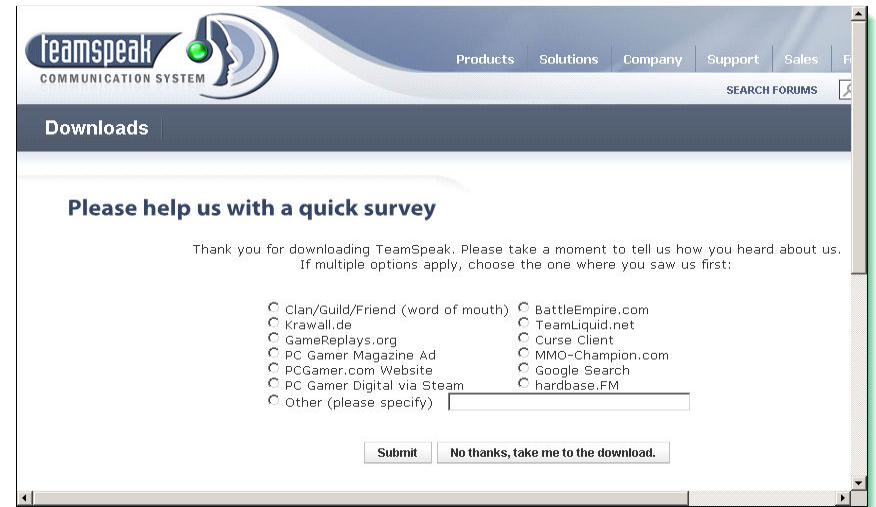 teamspeak
COMMUNICATION SYSTEM
Products Solutions Company Support Sales
SEARCH FORUMS
Downloads
Please help us with a quick survey
Thank you for downloading TeamSpeak. Please take a moment to tell us how you heard about us.
If multiple options apply, choose the one where you saw us first:
Clan/Guild/Friend (word of mouth) BattleEmpire.com
Krawall.de TeamLiquid.net
GameReplays.org Curse Client
PC Gamer Magazine Ad MMO-Champion.com
PCGamer.com Website Google Search
PC Gamer Digital via Steam hardbase.FM
Other (please specify)
Submit No thanks, take me to the download.